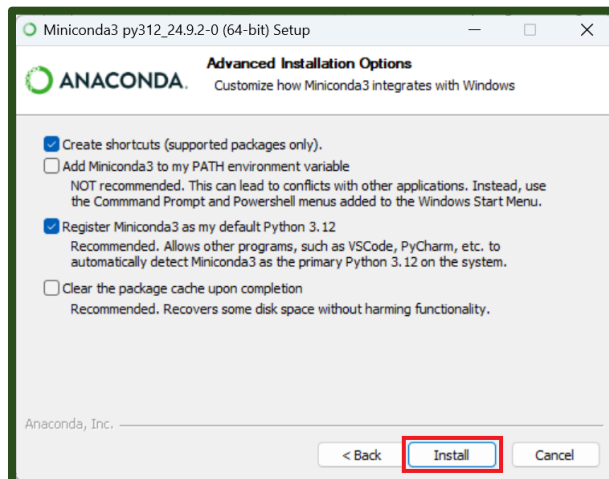 Miniconda3 py312_24.9.2-0 (64-bit) Setup
ANACONDA.
Advanced Installation Options
Customize how Miniconda3 integrates with Windows
Create shortcuts (supported packages only).
Add Miniconda3 to my PATH environment variable
NOT recommended. This can lead to conflicts with other applications. Instead, use
the Commmand Prompt and Powershell menus added to the Windows Start Menu.
Register Miniconda3 as my default Python 3.12
Recommended. Allows other programs, such as VSCode, PyCharm, etc. to
automatically detect Miniconda3 as the primary Python 3.12 on the system.
Clear the package cache upon completion
Recommended. Recovers some disk space without harming functionality.
Anaconda, Inc.
< Back Install Cancel